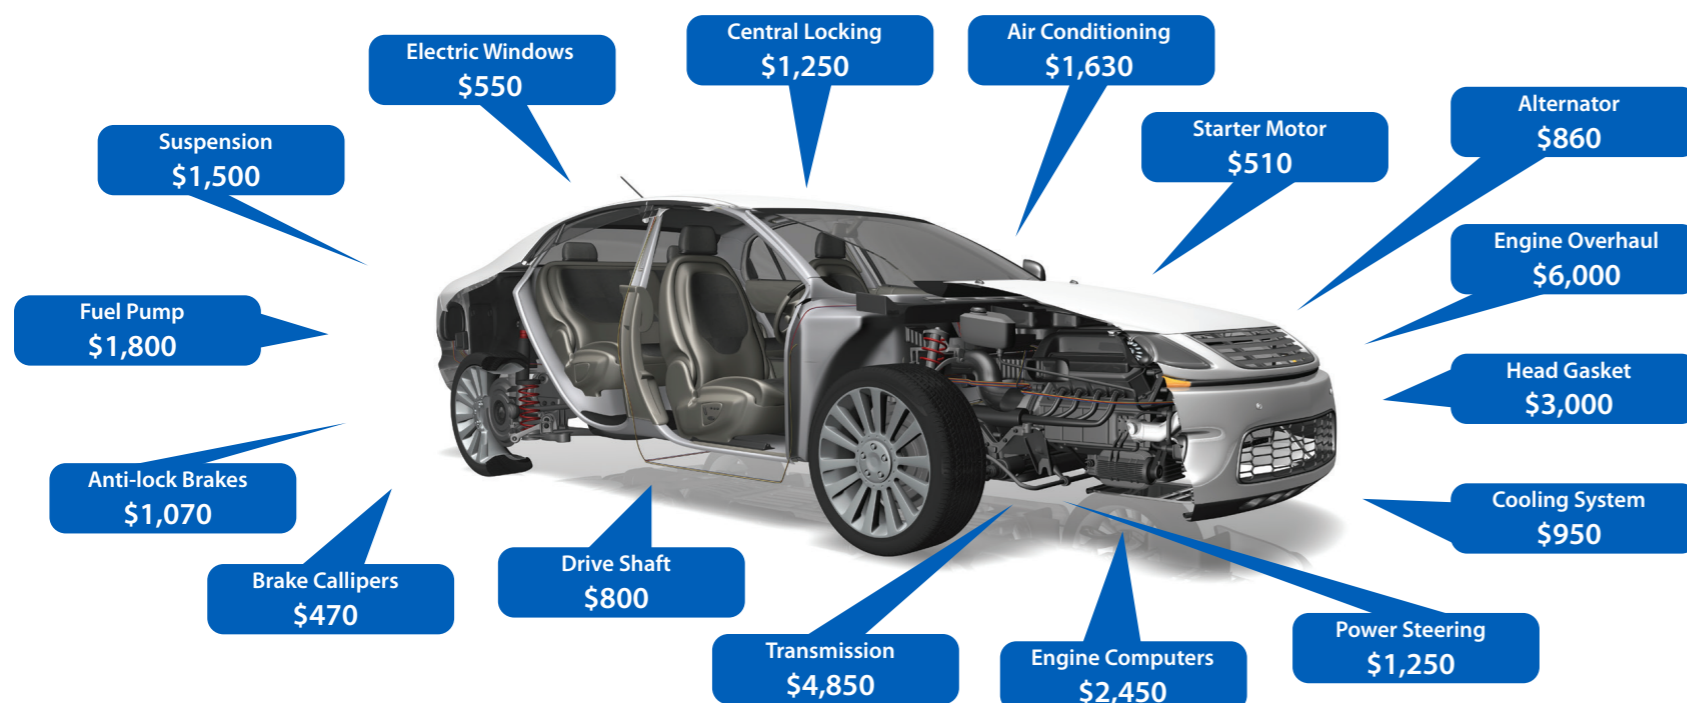 Electric Windows
$550
Central Locking
$1,250
Air Conditioning
$1,630
Alternator
$860
Starter Motor
$510
Suspension
$1,500
Engine Overhaul
$6,000
Fuel Pump
$1,800
Head Gasket
$3,000
Anti-lock Brakes
$1,070
Cooling System
$950
Brake Callipers
$470
Drive Shaft
$800
Transmission
$4,850
Engine Computers
$2,450
Power Steering
$1,250